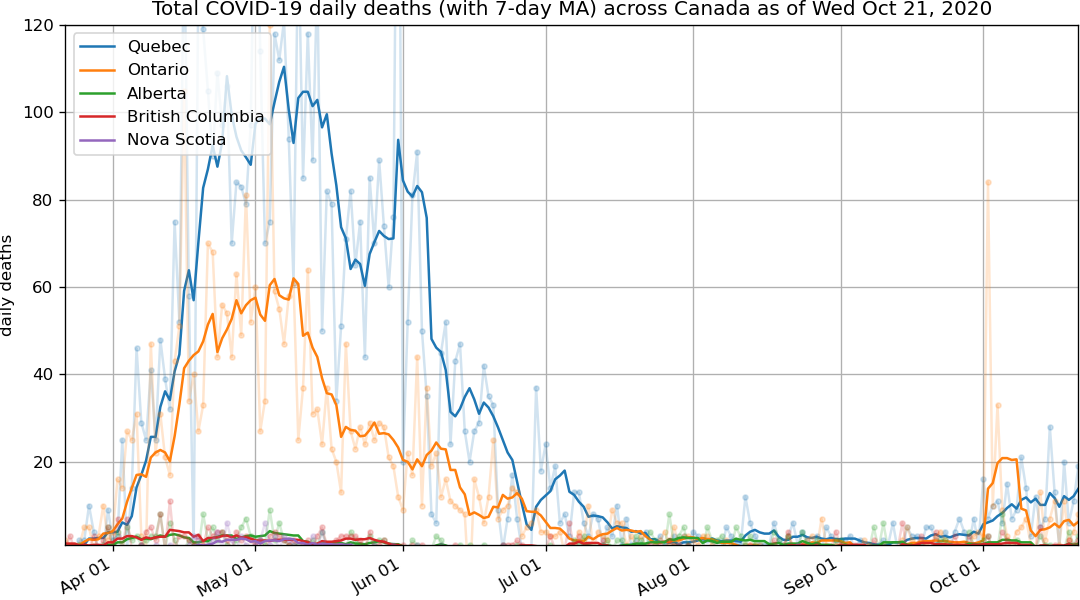 Total COVID-19 daily deaths (with 7-day MA) across Canada as of Wed Oct 21, 2020
120
100
80
60
40
20
daily deaths
Quebec
Ontario
Alberta
British Columbia
Nova Scotia
Apr 01
May 01
Jun 01
Jul 01
Aug 01
Sep 01
Oct 01